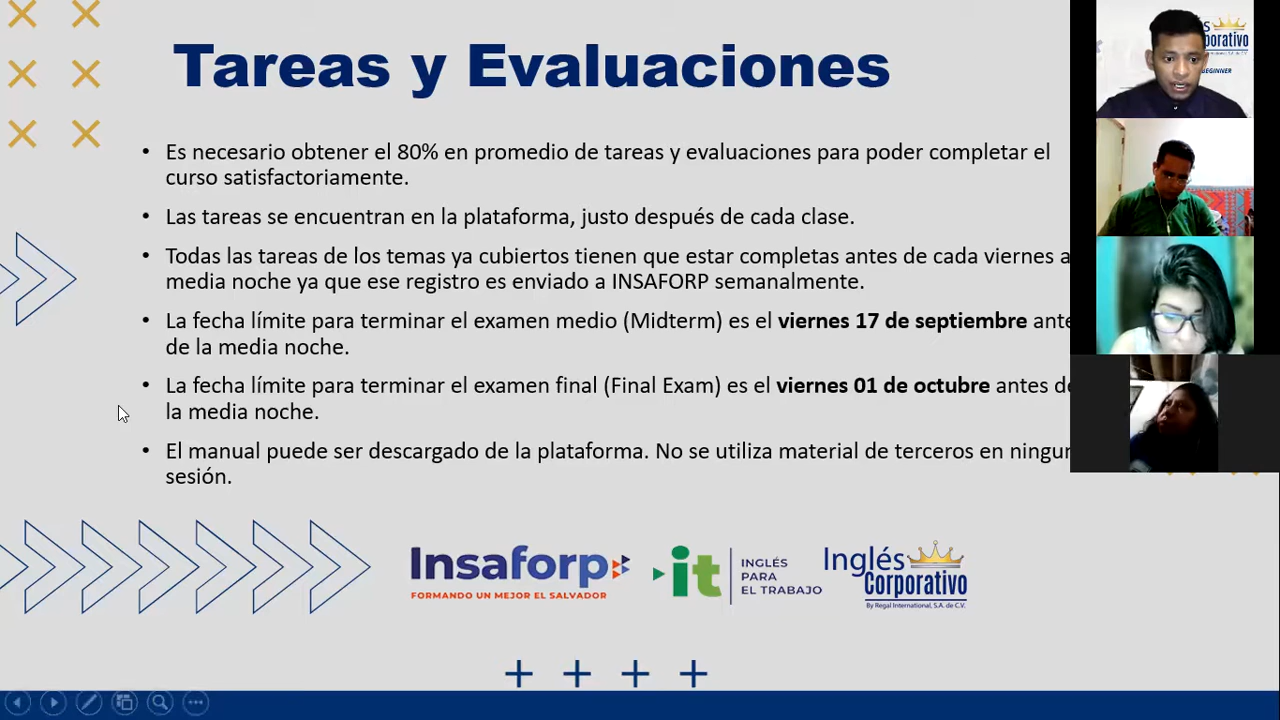 Tareas y Evaluaciones
• Es necesario obtener el 80% en promedio de tareas y evaluaciones para poder completar el
curso satisfactoriamente.
• Las tareas se encuentran en la plataforma, justo después de cada clase.
• Todas las tareas de los temas ya cubiertos tienen que estar completas antes de cada viernes a
media noche ya que ese registro es enviado a INSAFORP semanalmente.
• La fecha límite para terminar el examen medio (Midterm) es el viernes 17 de septiembre ante
de la media noche.
• La fecha límite para terminar el examen final (Final Exam) es el viernes 01 de octubre antes de
la media noche.
• El manual puede ser descargado de la plataforma. No se utiliza material de terceros en ningun
sesión.
Insaforp
FORMANDO UN MEJOR EL SALVADOR
it
INGLÉS
PARA
EL TRABAJO
Inglés
Corporativo
By Regal International, S.A. de C.V.
porativo
BEGINNER